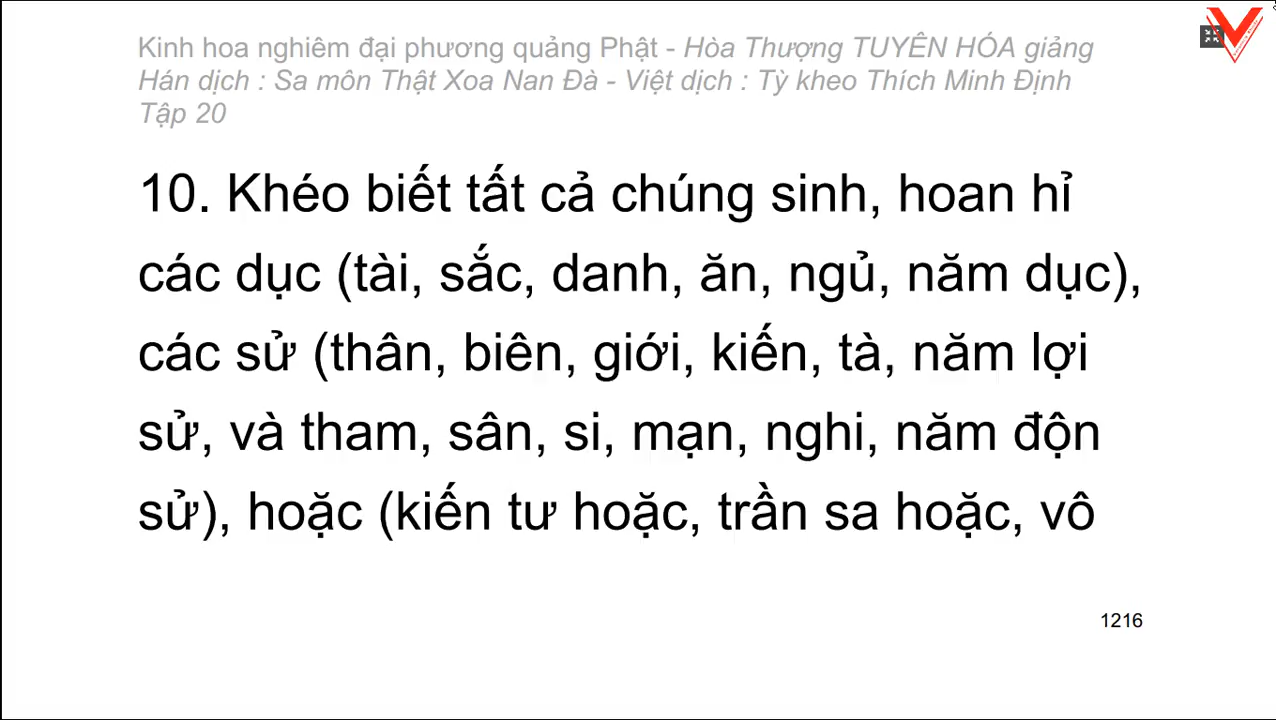 Kinh hoa nghiêm đại phương quảng Phật - Hòa Thượng TUYÊN HÓA giảng
Hán dịch : Sa môn Thật Xoa Nan Đà - Việt dịch : Tỳ kheo Thích Minh Định
Tập 20
10. Khéo biết tất cả chúng sinh, hoan hỉ
các dục (tài, sắc, danh, ăn, ngủ, năm dục),
các sử (thân, biên, giới, kiến, tà, năm lợi
sử, và tham, sân, si, mạn, nghi, năm độn
sử), hoặc (kiến tư hoặc, trần sa hoặc, vô
1216